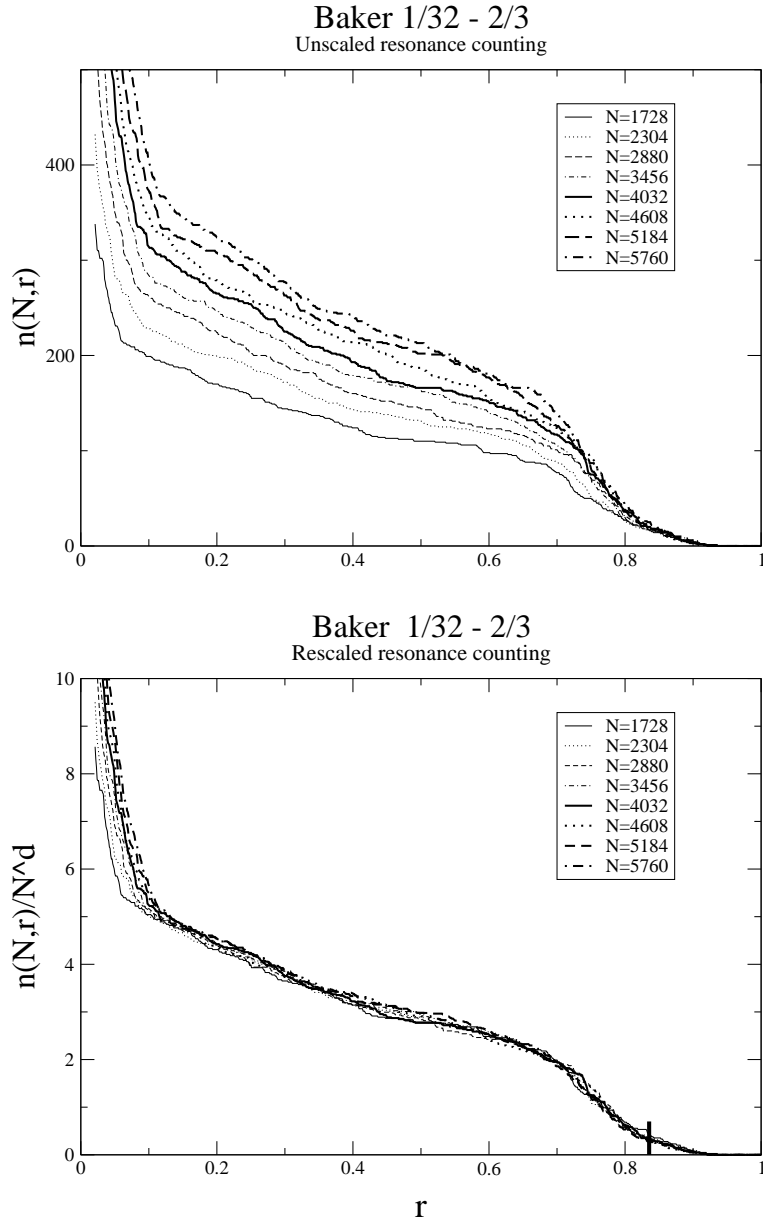 Baker 1/32 - 2/3
Unscaled resonance counting
n(N,r)
400
200
0
N=1728
N=2304
N=2880
N=3456
N=4032
N=4608
N=5184
N=5760
0 0.2 0.4 0.6 0.8 1
Baker 1/32 - 2/3
Rescaled resonance counting
n(N,r)/N^d
10
8
6
4
2
0
N=1728
N=2304
N=2880
N=3456
N=4032
N=4608
N=5184
N=5760
0 0.2 0.4 0.6 0.8 1
r